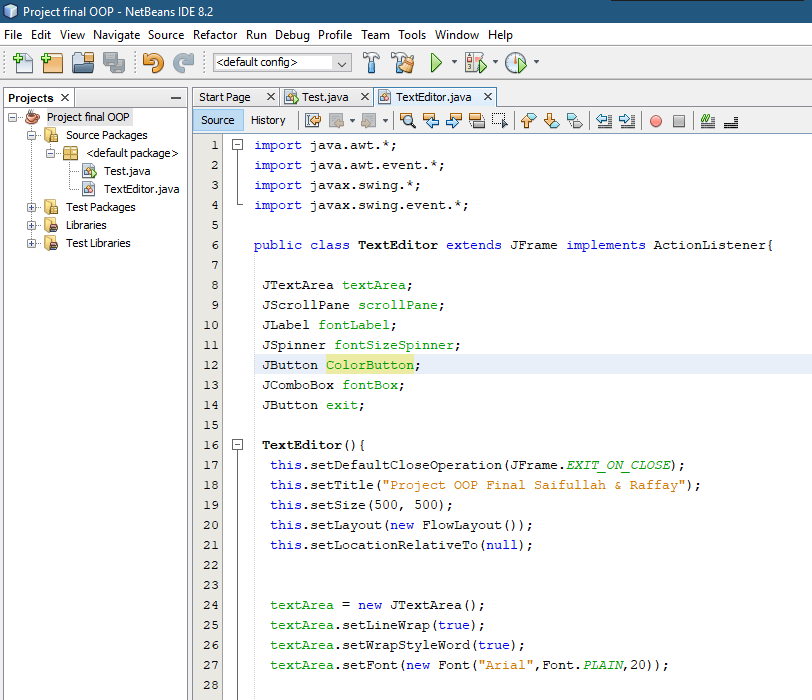 Project final OOP - NetBeans IDE 8.2
File Edit View Navigate Source Refactor Run Debug Profile Team Tools Window Help
<default config>
Projects
Project final OOP
Source Packages
<default package>
Test.java
TextEditor.java
Test Packages
Libraries
Test Libraries
Start Page Test.java TextEditor.java
Source History
1 import java.awt.*;
2 import java.awt.event.*;
3 import javax.swing.*;
4 import javax.swing.event.*;
5
6 public class TextEditor extends JFrame implements ActionListener{
7
8 JTextArea textArea;
9 JScrollPane scrollPane;
10 JLabel fontLabel;
11 JSpinner fontSizeSpinner;
12 JButton ColorButton;
13 JComboBox fontBox;
14 JButton exit;
15
16 TextEditor(){
17 this.setDefaultCloseOperation(JFrame.EXIT_ON_CLOSE);
18 this.setTitle("Project OOP Final Saifullah & Raffay");
19 this.setSize(500, 500);
20 this.setLayout(new FlowLayout());
21 this.setLocationRelativeTo(null);
22
23
24 textArea = new JTextArea();
25 textArea.setLineWrap(true);
26 textArea.setWrapStyleWord(true);
27 textArea.setFont(new Font("Arial",Font.PLAIN,20));
28